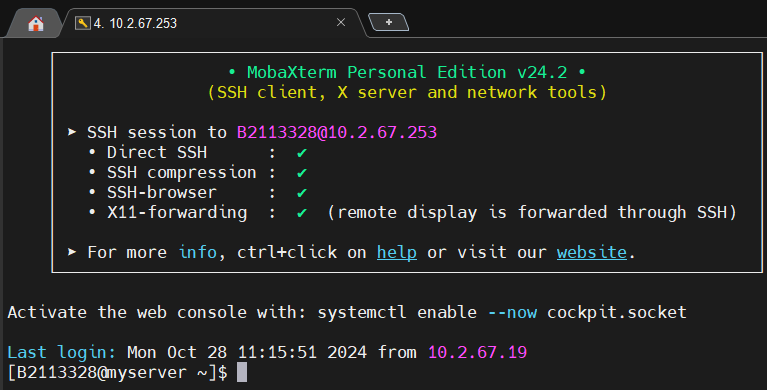 4. 10.2.67.253
• MobaXterm Personal Edition v24.2 •
(SSH client, X server and network tools)
➤ SSH session to B2113328@10.2.67.253
• Direct SSH : ✔
• SSH compression : ✔
• SSH-browser : ✔
• X11-forwarding : ✔ (remote display is forwarded through SSH)
➤ For more info, ctrl+click on help or visit our website.
Activate the web console with: systemctl enable --now cockpit.socket
Last login: Mon Oct 28 11:15:51 2024 from 10.2.67.19
[B2113328@myserver ~]$